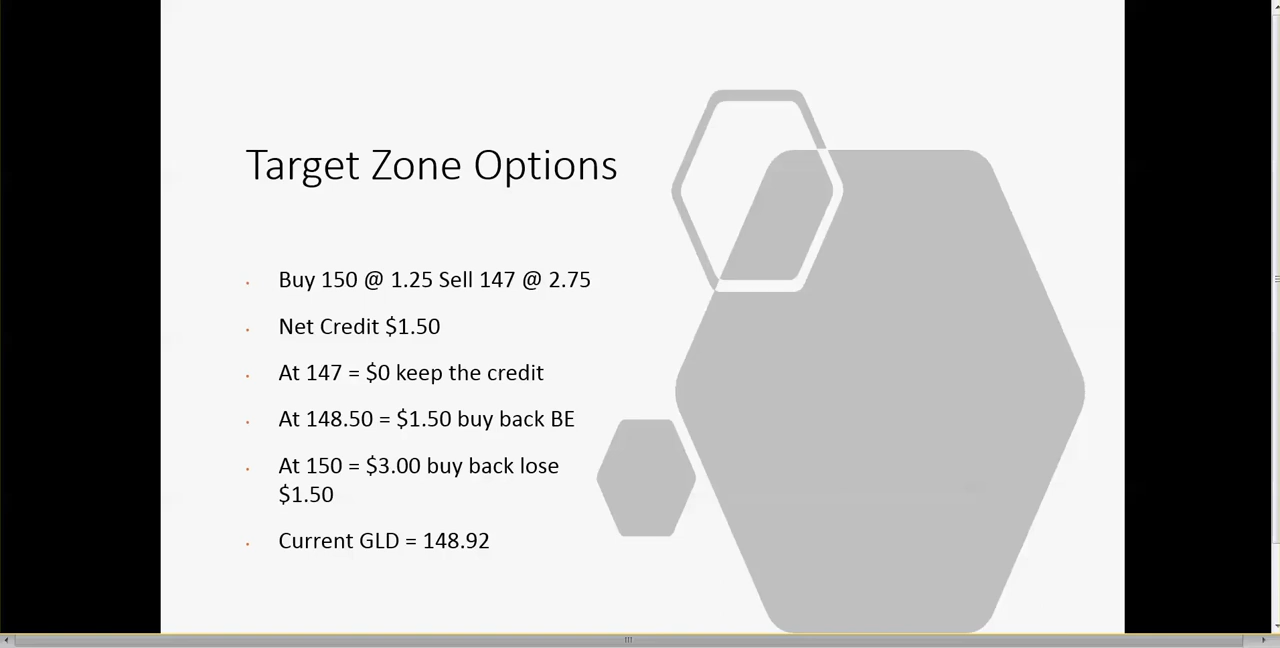 Target Zone Options
Buy 150 @ 1.25 Sell 147 @ 2.75
Net Credit $1.50
At 147 = $0 keep the credit
At 148.50 = $1.50 buy back BE
At 150 = $3.00 buy back lose
$1.50
Current GLD = 148.92